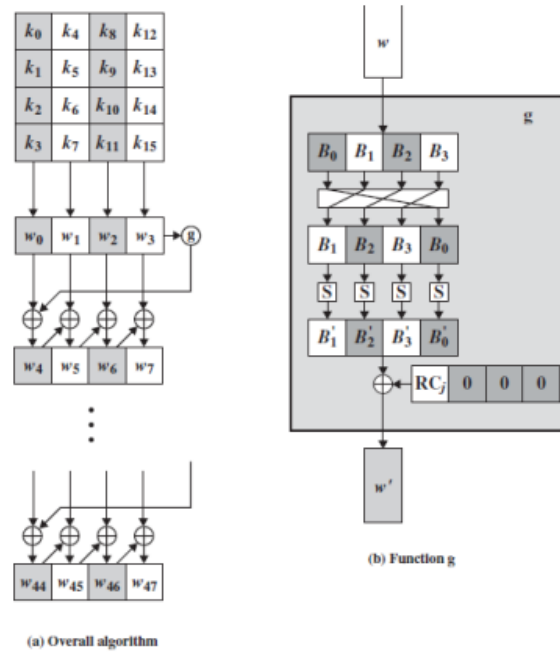 k0 k4 k8 k12
k1 k5 k9 k13
k2 k6 k10 k14
k3 k7 k11 k15
w0 w1 w2 w3 g
w4 w5 w6 w7
w44 w45 w46 w47
(a) Overall algorithm
w
g
B0 B1 B2 B3
B1 B2 B3 B0
S S S S
B'1 B'2 B'3 B'0
RCj 0 0 0
w'
(b) Function g